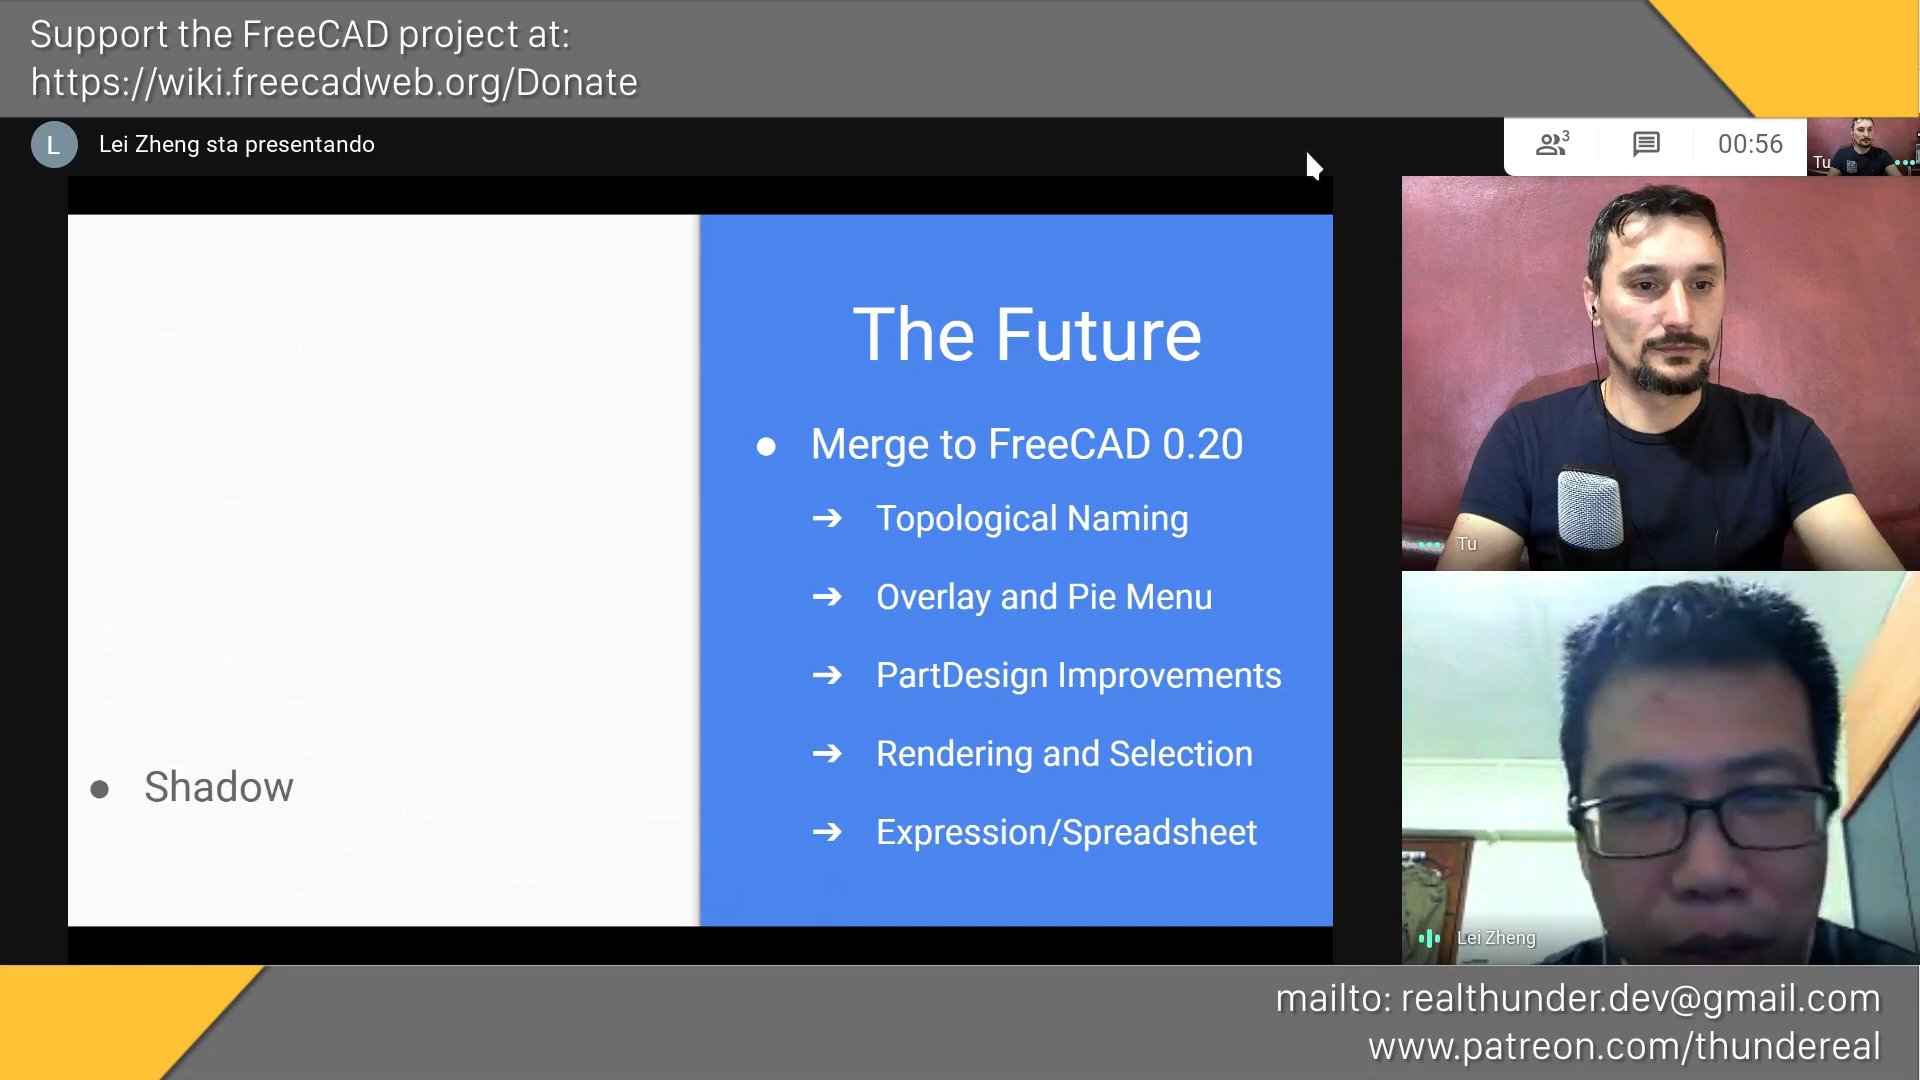 Support the FreeCAD project at:
https://wiki.freecadweb.org/Donate
L
Lei Zheng sta presentando
3
00:56
Tu
The Future
● Merge to FreeCAD 0.20
➔ Topological Naming
➔ Overlay and Pie Menu
➔ PartDesign Improvements
➔ Rendering and Selection
➔ Expression/Spreadsheet
● Shadow
Tu
Lei Zheng
mailto: realthunder.dev@gmail.com
www.patreon.com/thundereal